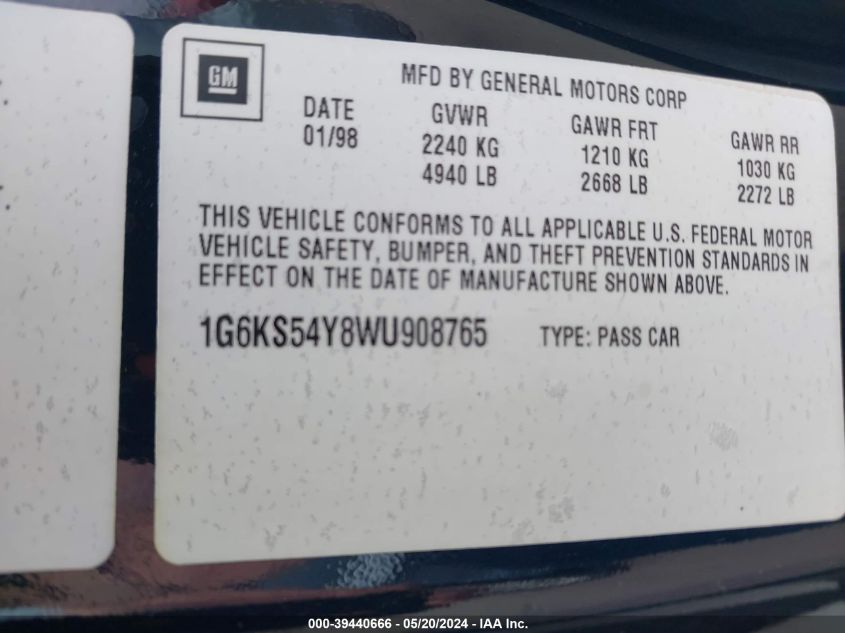 GM
MFD BY GENERAL MOTORS CORP
DATE GVWR GAWR FRT GAWR RR
01/98 2240 KG 1210 KG 1030 KG
4940 LB 2668 LB 2272 LB
THIS VEHICLE CONFORMS TO ALL APPLICABLE U.S. FEDERAL MOTOR
VEHICLE SAFETY, BUMPER, AND THEFT PREVENTION STANDARDS IN
EFFECT ON THE DATE OF MANUFACTURE SHOWN ABOVE.
1G6KS54Y8WU908765 TYPE: PASS CAR
000-39440666 - 05/20/2024 - IAA Inc.